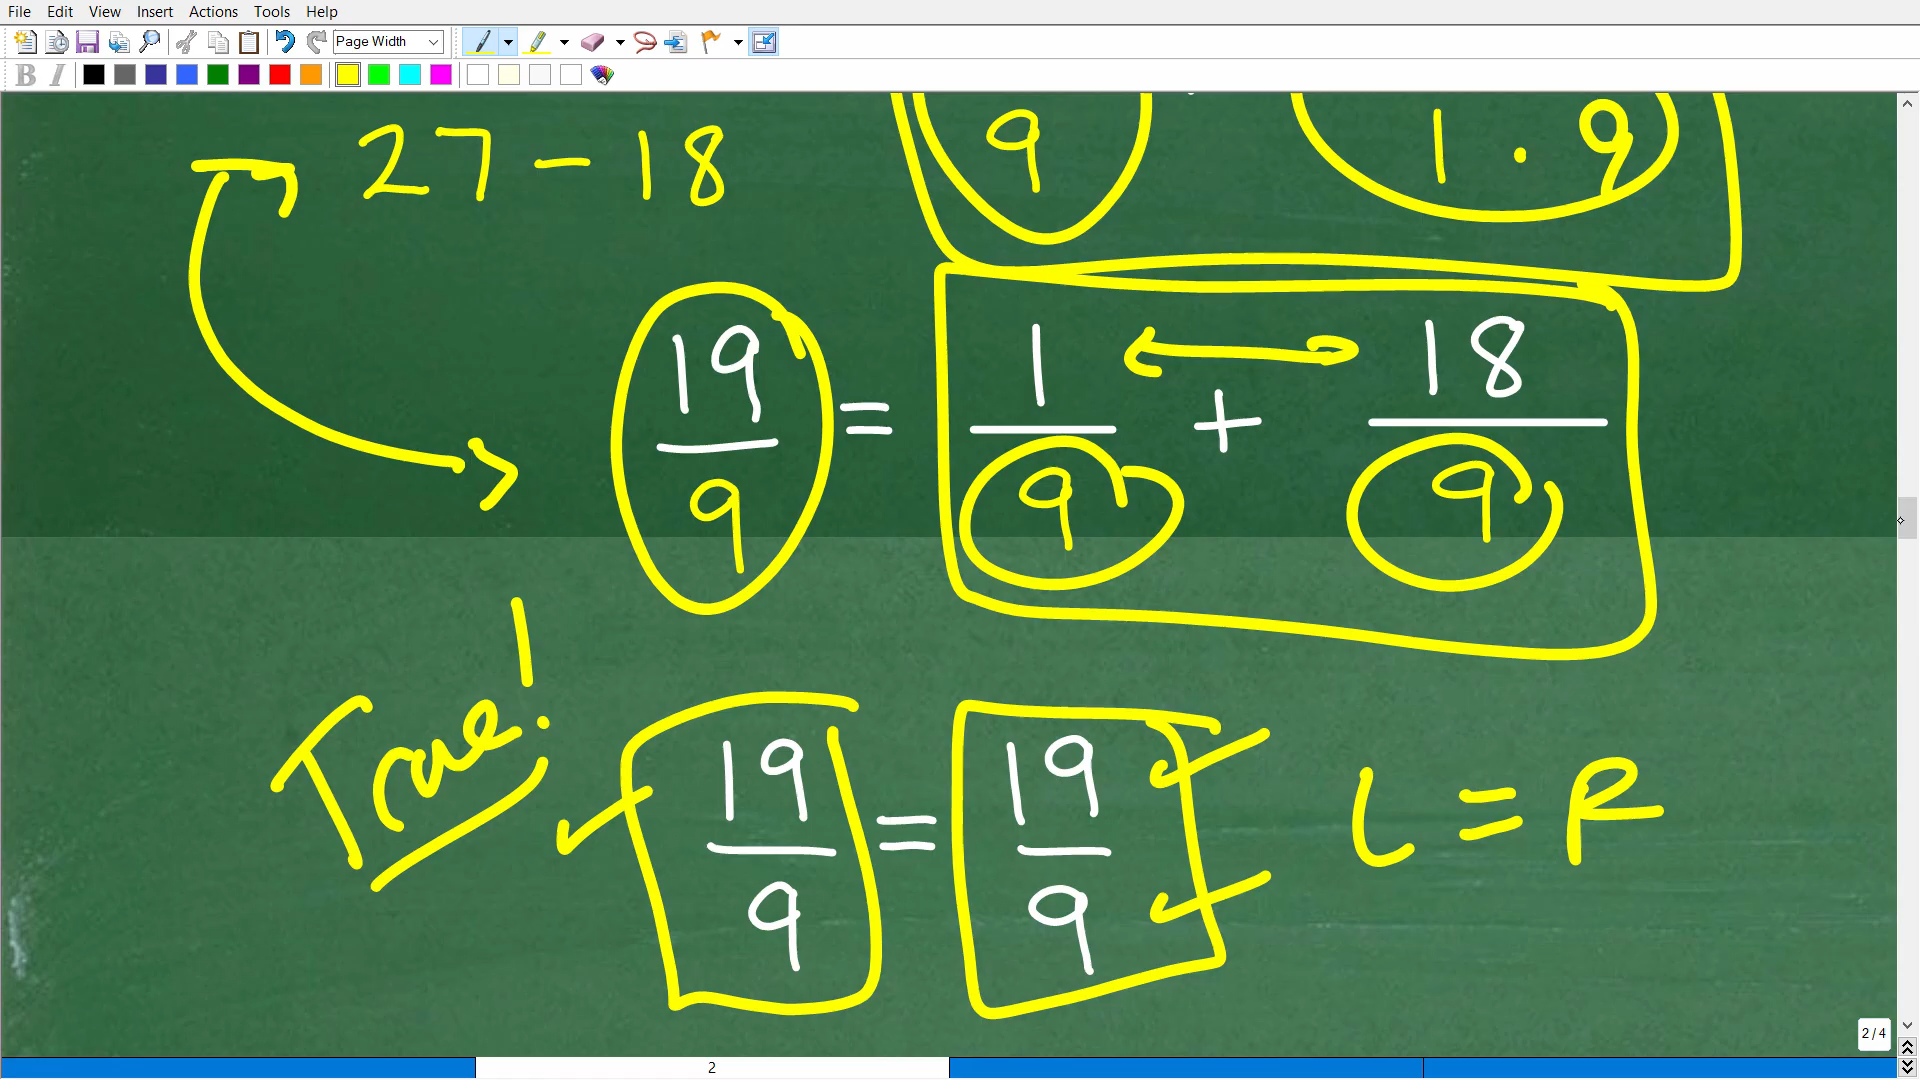 File Edit View Insert Actions Tools Help
Page Width
B I
9 1 . 9
27 - 18
19/9 = 1/9 + 18/9
True!
19/9 = 19/9
L = R
2 / 4
2